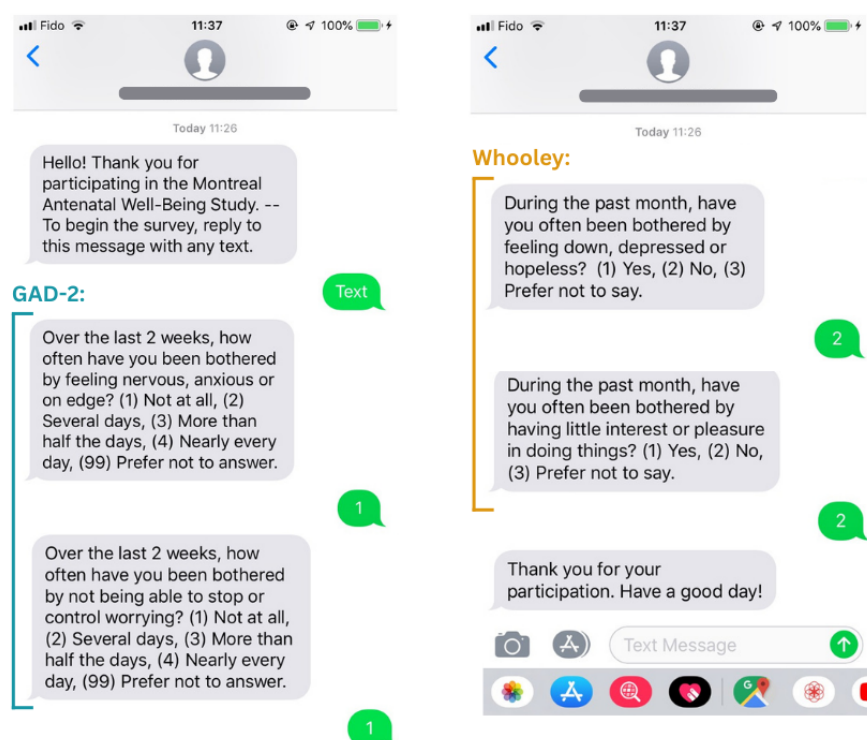 Fido
11:37
100%
Today 11:26
Hello! Thank you for
participating in the Montreal
Antenatal Well-Being Study. --
To begin the survey, reply to
this message with any text.
Text
GAD-2:
Over the last 2 weeks, how
often have you been bothered
by feeling nervous, anxious or
on edge? (1) Not at all, (2)
Several days, (3) More than
half the days, (4) Nearly every
day, (99) Prefer not to answer.
1
Over the last 2 weeks, how
often have you been bothered
by not being able to stop or
control worrying? (1) Not at all,
(2) Several days, (3) More than
half the days, (4) Nearly every
day, (99) Prefer not to answer.
1
Fido
11:37
100%
Today 11:26
Whooley:
During the past month, have
you often been bothered by
feeling down, depressed or
hopeless? (1) Yes, (2) No, (3)
Prefer not to say.
2
During the past month, have
you often been bothered by
having little interest or pleasure
in doing things? (1) Yes, (2) No,
(3) Prefer not to say.
2
Thank you for your
participation. Have a good day!
Text Message
G